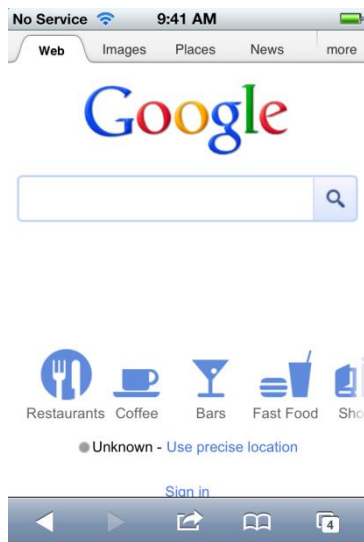 No Service 9:41 AM
Web Images Places News more
Google
Restaurants Coffee Bars Fast Food Sho
Unknown - Use precise location
Sign in
4